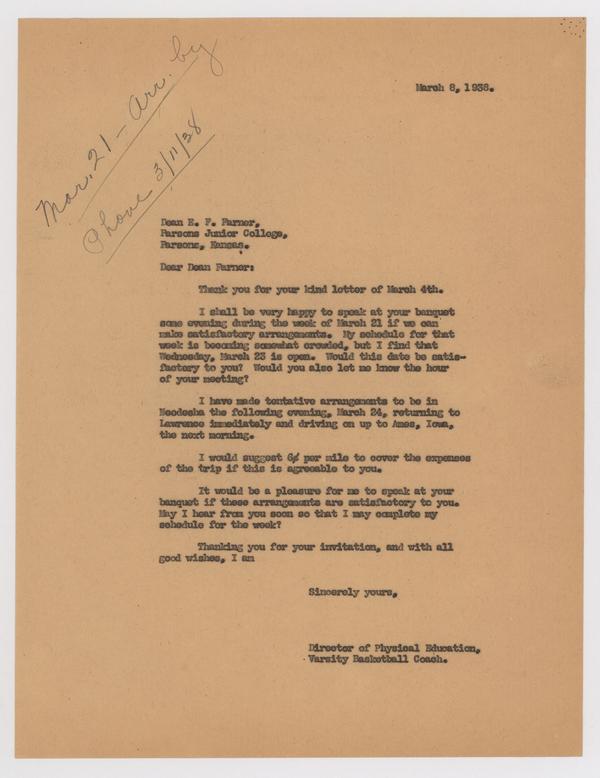 Mar. 21 - Arr. by
Phone 3/11/38
March 8, 1938.
Dean E. F. Farner,
Parsons Junior College,
Parsons, Kansas.
Dear Dean Farner:
Thank you for your kind letter of March 4th.
I shall be very happy to speak at your banquet
some evening during the week of March 21 if we can
make satisfactory arrangements. My schedule for that
week is becoming somewhat crowded, but I find that
Wednesday, March 23 is open. Would this date be satis-
factory to you? Would you also let me know the hour
of your meeting?
I have made tentative arrangements to be in
Neodesha the following evening, March 24, returning to
Lawrence immediately and driving on up to Ames, Iowa,
the next morning.
I would suggest 6¢ per mile to cover the expenses
of the trip if this is agreeable to you.
It would be a pleasure for me to speak at your
banquet if these arrangements are satisfactory to you.
May I hear from you soon so that I may complete my
schedule for the week?
Thanking you for your invitation, and with all
good wishes, I am
Sincerely yours,
Director of Physical Education,
Varsity Basketball Coach.